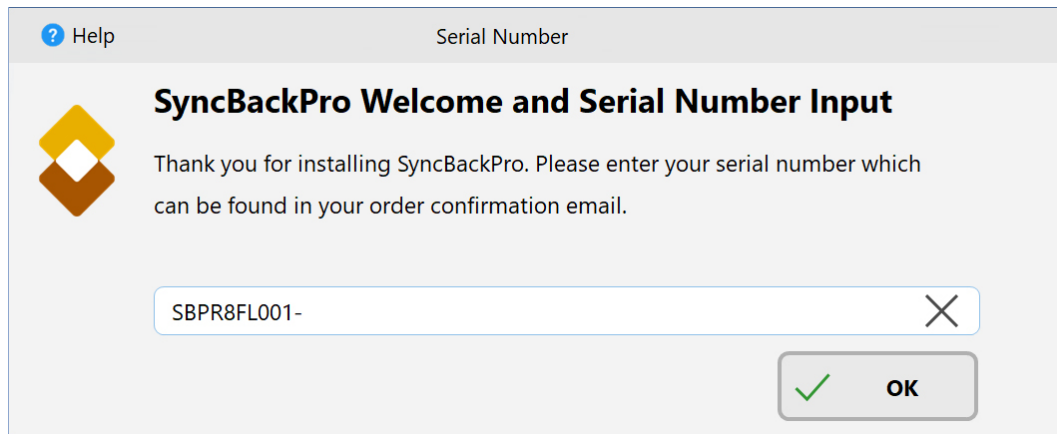 Help
Serial Number
SyncBackPro Welcome and Serial Number Input
Thank you for installing SyncBackPro. Please enter your serial number which
can be found in your order confirmation email.
SBPR8FL001-
OK